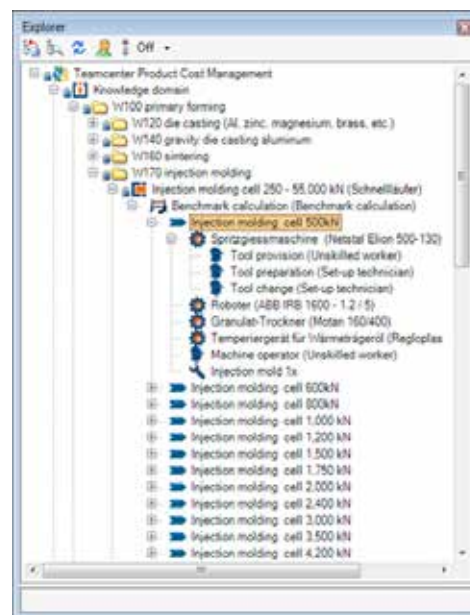 Explorer
Off
Teamcenter Product Cost Management
Knowledge domain
W100 primary forming
W120 die casting (Al, zinc, magnesium, brass, etc.)
W140 gravity die casting aluminum
W160 sintering
W170 injection molding
Injection molding cell 250 - 55,000 kN (Schnellläufer)
Benchmark calculation (Benchmark calculation)
Injection molding cell 500kN
Spritzgiessmaschine (Netstal Elion 500-130)
Tool provision (Unskilled worker)
Tool preparation (Set-up technician)
Tool change (Set-up technician)
Roboter (ABB IRB 1600 - 1.2 / 5)
Granulat-Trockner (Motan 160/400)
Temperiergerät für Wärmeträgeröl (Regloplas
Machine operator (Unskilled worker)
Injection mold 1x
Injection molding cell 600kN
Injection molding cell 800kN
Injection molding cell 1,000 kN
Injection molding cell 1,200 kN
Injection molding cell 1,500 kN
Injection molding cell 1,750 kN
Injection molding cell 2,000 kN
Injection molding cell 2,400 kN
Injection molding cell 3,000 kN
Injection molding cell 3,500 kN
Injection molding cell 4,200 kN